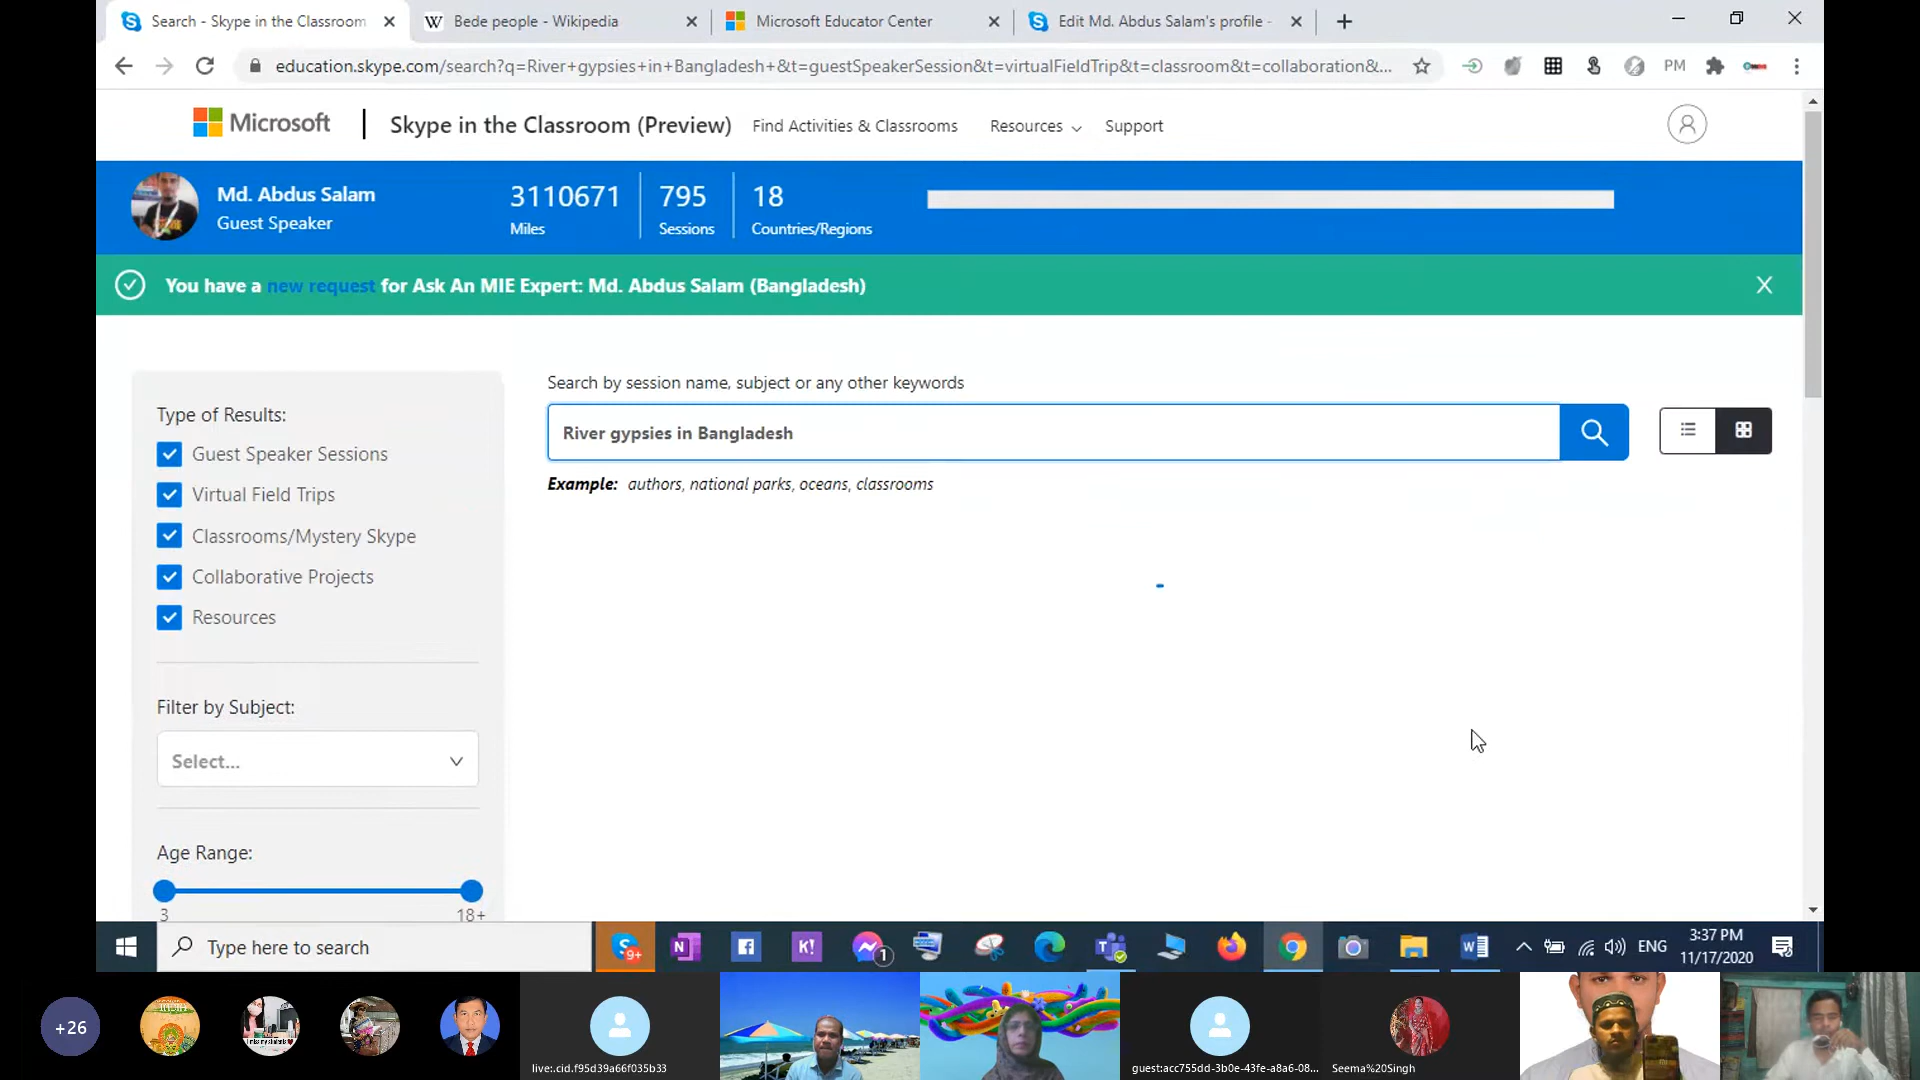 Search - Skype in the Classroom
Bede people - Wikipedia
Microsoft Educator Center
Edit Md. Abdus Salam's profile -
education.skype.com/search?q=River+gypsies+in+Bangladesh+&t=guestSpeakerSession&t=virtualFieldTrip&t=classroom&t=collaboration&...
PM
Microsoft
Skype in the Classroom (Preview)
Find Activities & Classrooms
Resources
Support
Md. Abdus Salam
Guest Speaker
3110671
Miles
795
Sessions
18
Countries/Regions
You have a new request for Ask An MIE Expert: Md. Abdus Salam (Bangladesh)
X
Type of Results:
Guest Speaker Sessions
Virtual Field Trips
Classrooms/Mystery Skype
Collaborative Projects
Resources
Filter by Subject:
Select...
Age Range:
3
18+
Search by session name, subject or any other keywords
River gypsies in Bangladesh
Example: authors, national parks, oceans, classrooms
Type here to search
9+
N
K!
1
ENG
3:37 PM
11/17/2020
+26
I miss my students
live:.cid.f95d39a66f035b33
guest:acc755dd-3b0e-43fe-a8a6-08...
Seema%20Singh